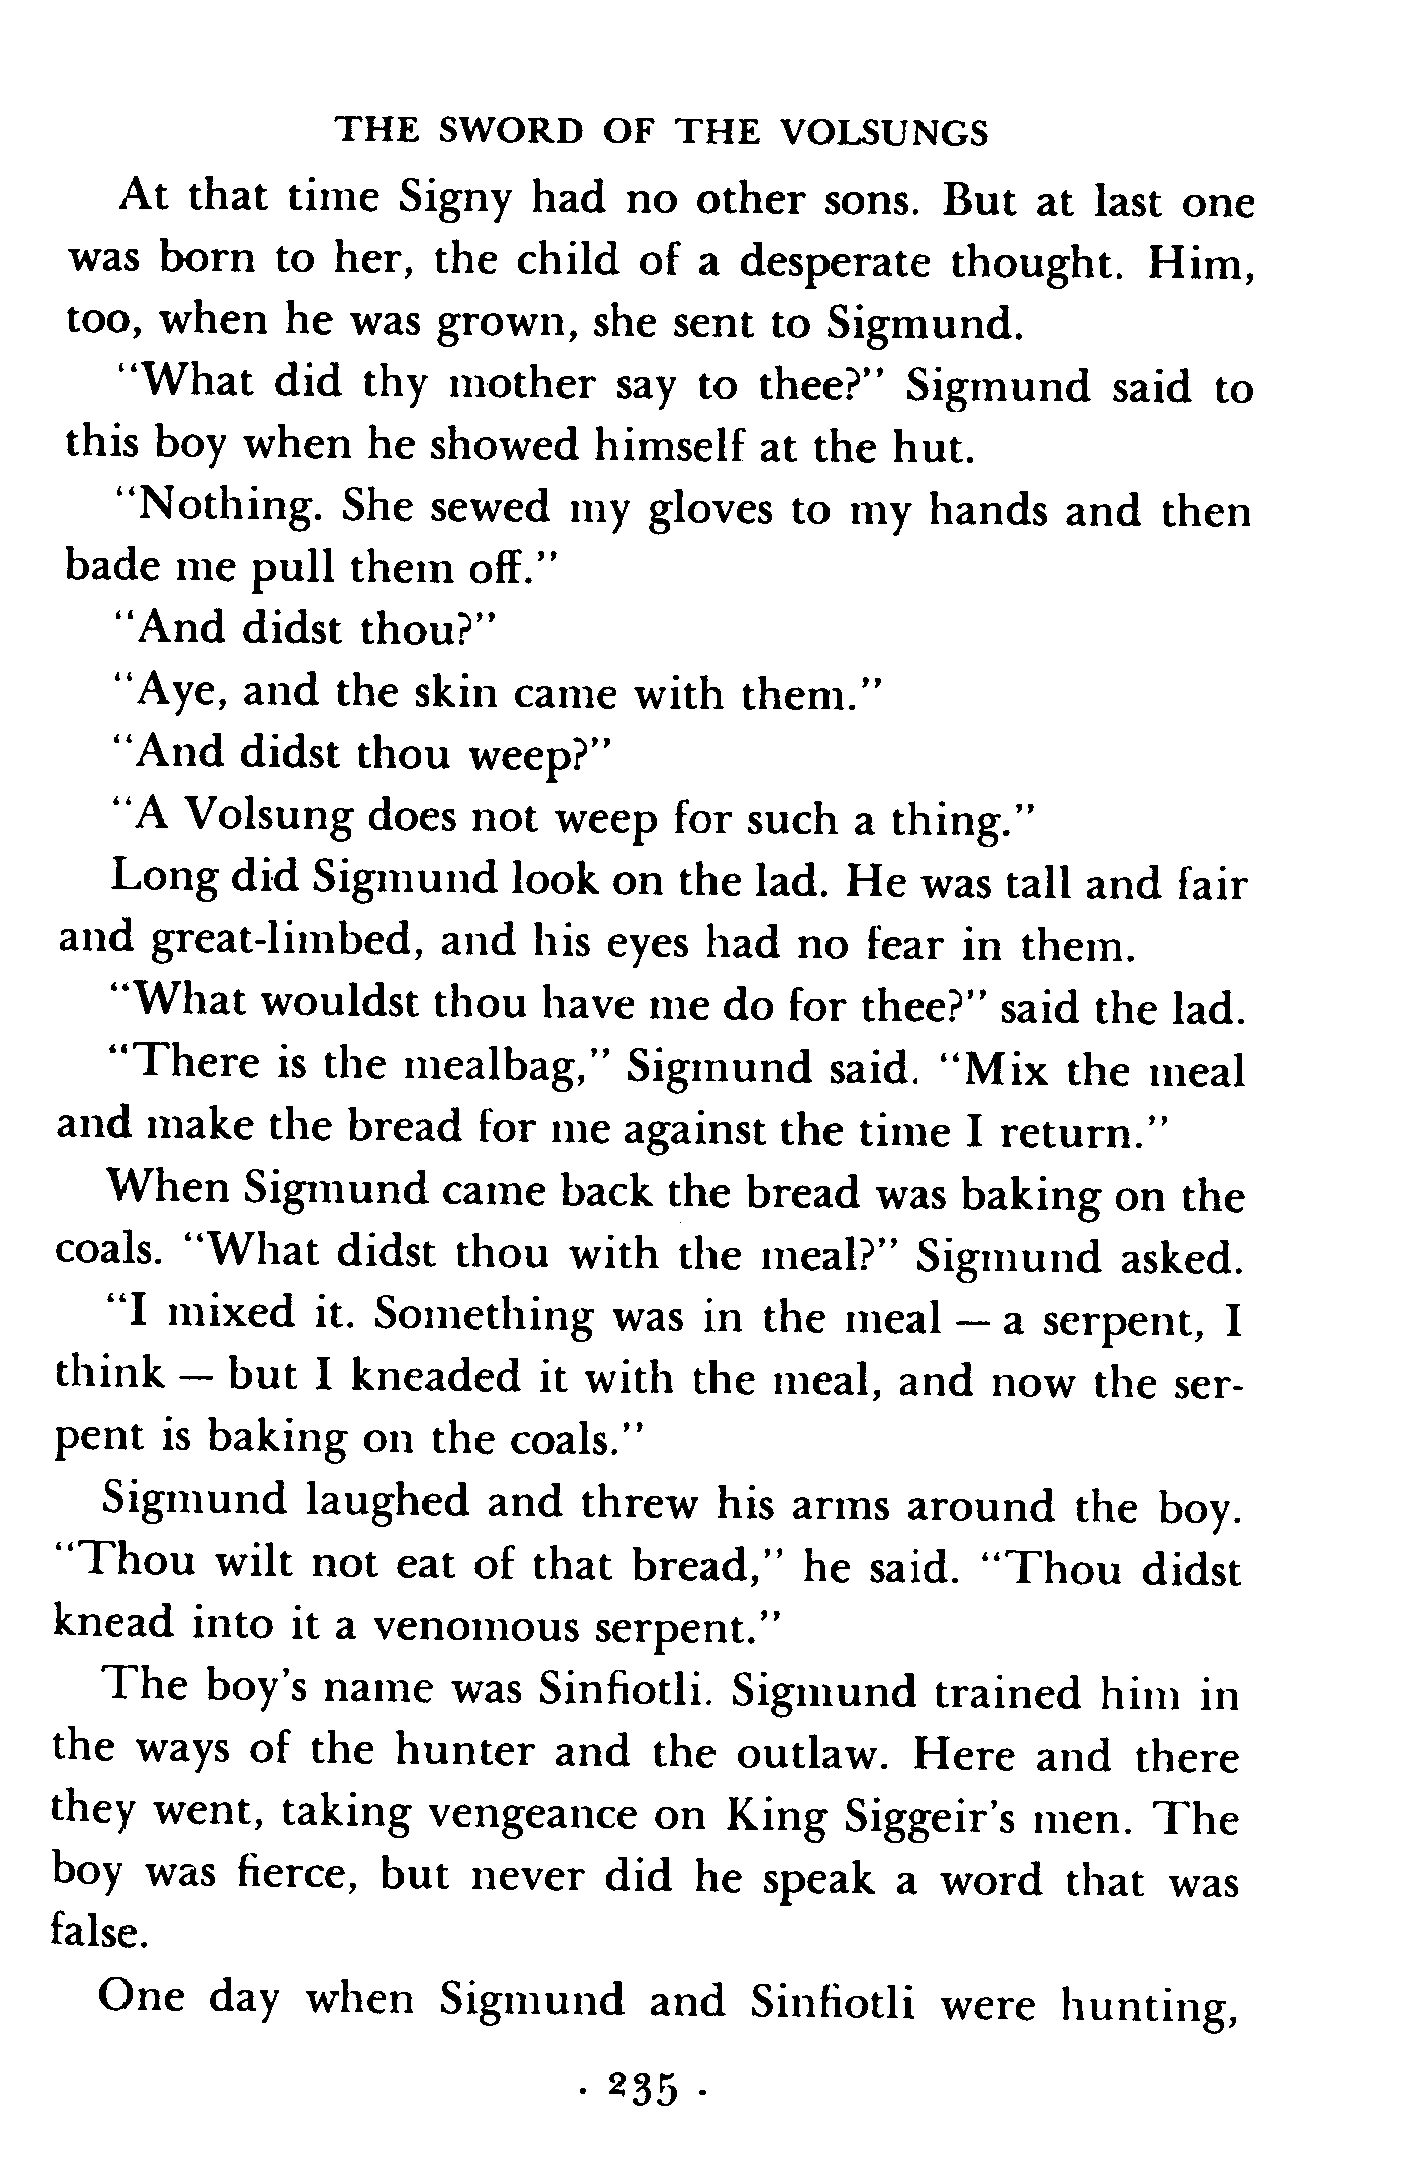 THE SWORD OF THE VOLSUNGS
At that time Signy had no other sons. But at last one
was born to her, the child of a desperate thought. Him,
too, when he was grown, she sent to Sigmund.
"What did thy mother say to thee?" Sigmund said to
this boy when he showed himself at the hut.
"Nothing. She sewed my gloves to my hands and then
bade me pull them off."
"And didst thou?"
"Aye, and the skin came with them."
"And didst thou weep?"
"A Volsung does not weep for such a thing."
Long did Sigmund look on the lad. He was tall and fair
and great-limbed, and his eyes had no fear in them.
"What wouldst thou have me do for thee?" said the lad.
"There is the mealbag," Sigmund said. "Mix the meal
and make the bread for me against the time I return."
When Sigmund came back the bread was baking on the
coals. "What didst thou with the meal?" Sigmund asked.
"I mixed it. Something was in the meal — a serpent, I
think — but I kneaded it with the meal, and now the ser-
pent is baking on the coals."
Sigmund laughed and threw his arms around the boy.
"Thou wilt not eat of that bread," he said. "Thou didst
knead into it a venomous serpent."
The boy's name was Sinfiotli. Sigmund trained him in
the ways of the hunter and the outlaw. Here and there
they went, taking vengeance on King Siggeir's men. The
boy was fierce, but never did he speak a word that was
false.
One day when Sigmund and Sinfiotli were hunting,
· 235 ·